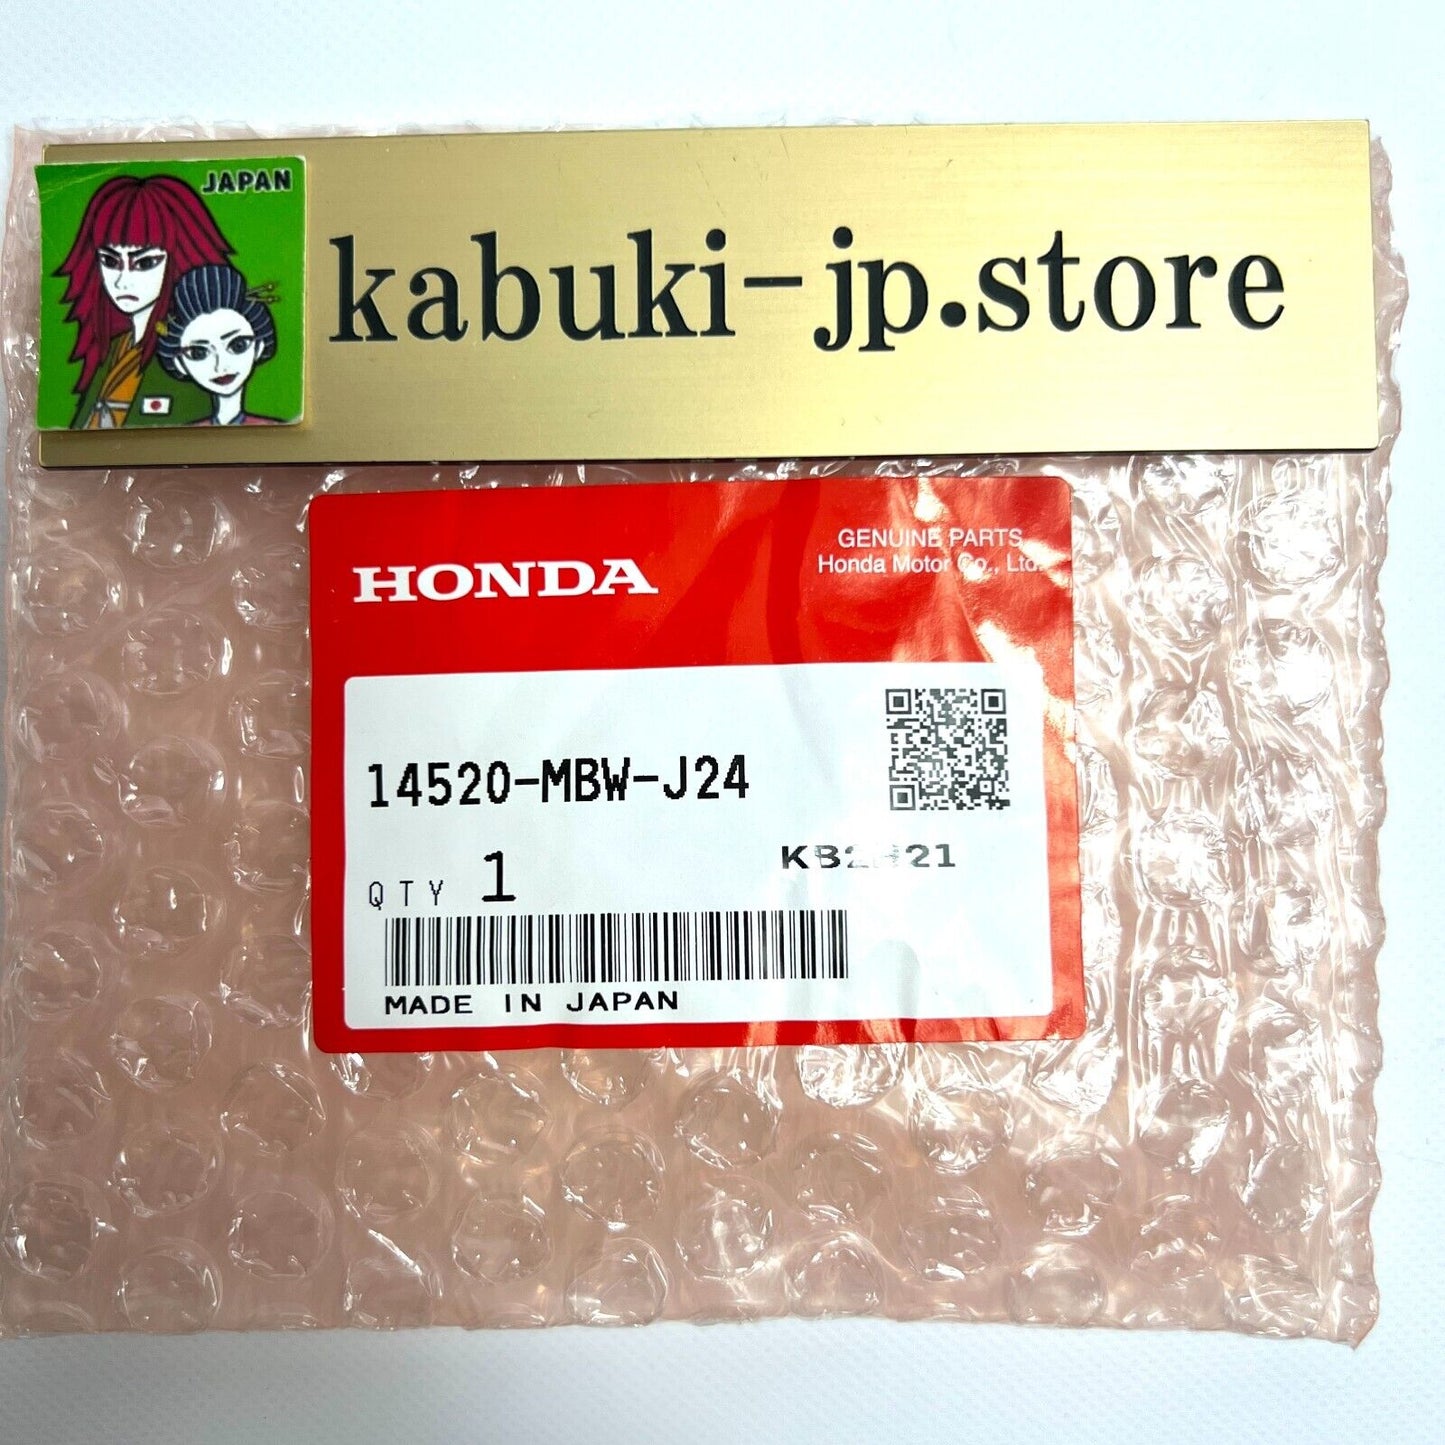 JAPAN
kabuki-jp.store
HONDA
GENUINE PARTS
Honda Motor Co., Ltd.
14520-MBW-J24
QTY 1
MADE IN JAPAN